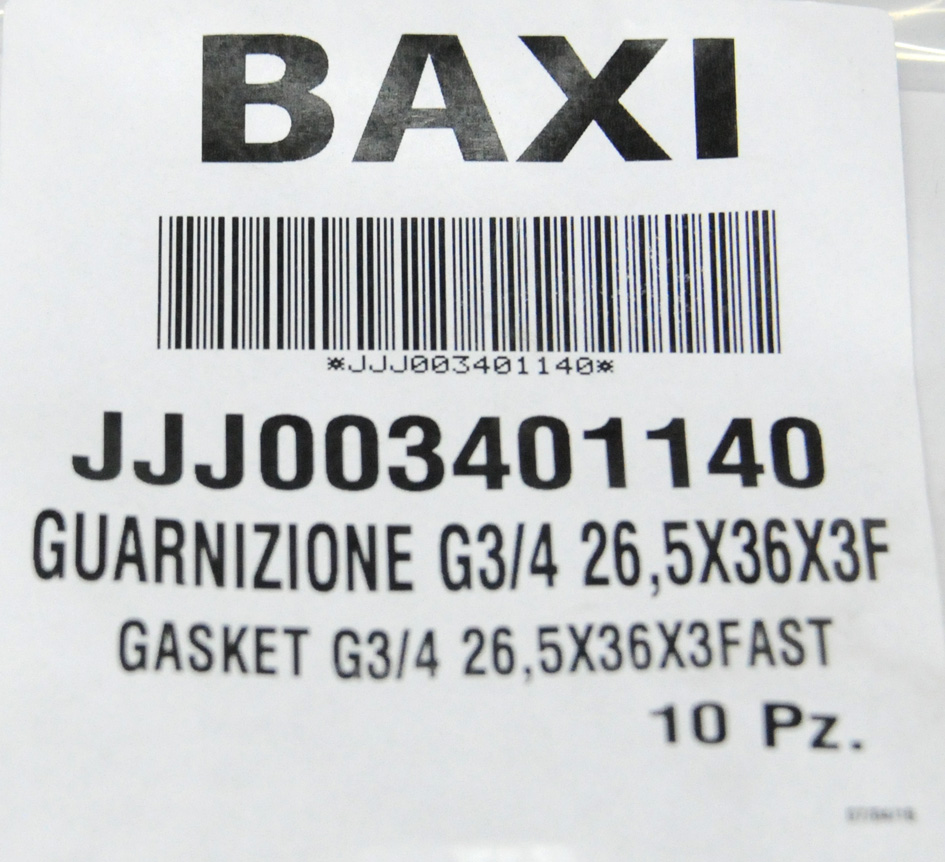 BAXI
*JJJ003401140*
JJJ003401140
GUARNIZIONE G3/4 26,5X36X3F
GASKET G3/4 26,5X36X3FAST
10 Pz.